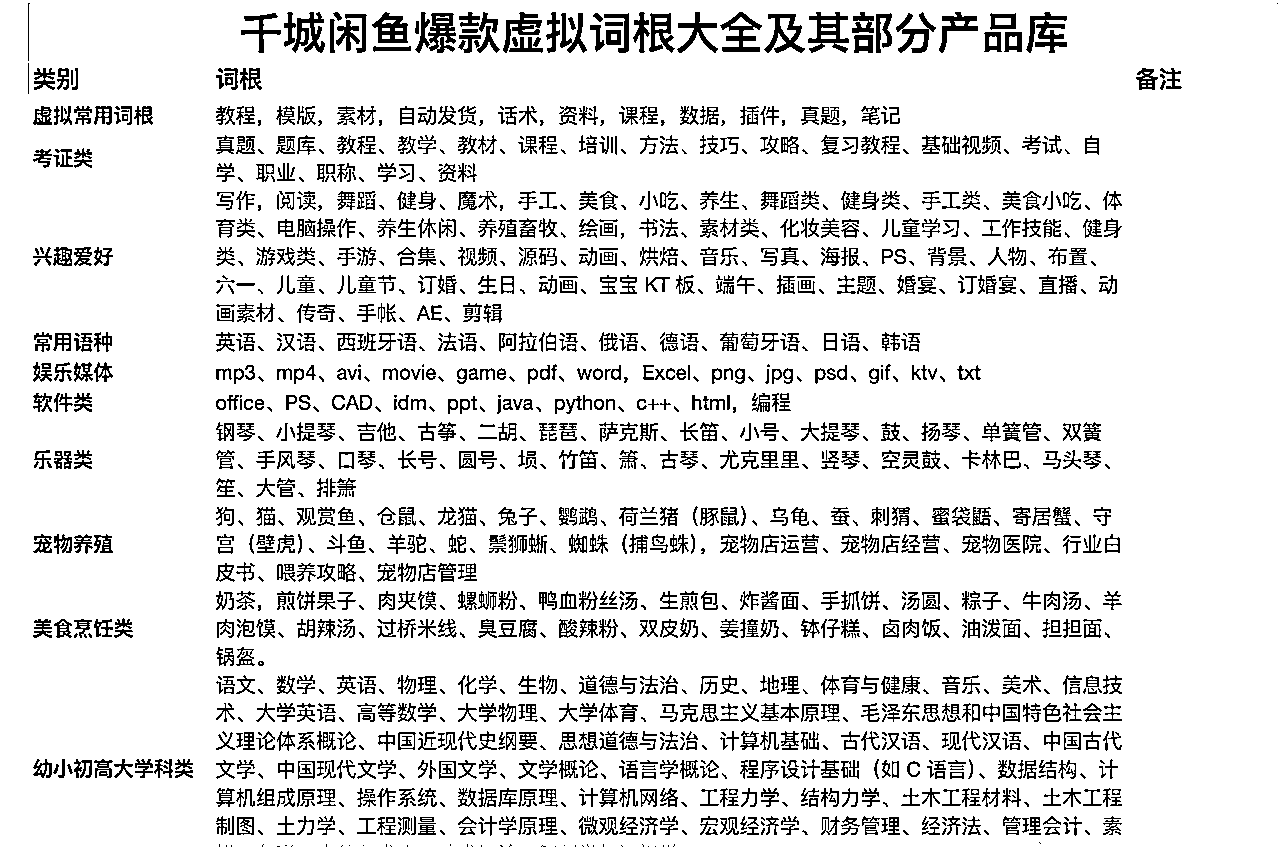 千城闲鱼爆款虚拟词根大全及其部分产品库
类别 词根 备注
虚拟常用词根 教程，模版，素材，自动发货，话术，资料，课程，数据，插件，真题，笔记
考证类 真题、题库、教程、教学、教材、课程、培训、方法、技巧、攻略、复习教程、基础视频、考试、自
学、职业、职称、学习、资料
写作，阅读，舞蹈、健身、魔术，手工、美食、小吃、养生、舞蹈类、健身类、手工类、美食小吃、体
育类、电脑操作、养生休闲、养殖畜牧、绘画，书法、素材类、化妆美容、儿童学习、工作技能、健身
兴趣爱好 类、游戏类、手游、合集、视频、源码、动画、烘焙、音乐、写真、海报、PS、背景、人物、布置、
六一、儿童、儿童节、订婚、生日、动画、宝宝 KT 板、端午、插画、主题、婚宴、订婚宴、直播、动
画素材、传奇、手帐、AE、剪辑
常用语种 英语、汉语、西班牙语、法语、阿拉伯语、俄语、德语、葡萄牙语、日语、韩语
娱乐媒体 mp3、mp4、avi、movie、game、pdf、word，Excel、png、jpg、psd、gif、ktv、txt
软件类 office、PS、CAD、idm、ppt、java、python、c++、html，编程
钢琴、小提琴、吉他、古筝、二胡、琵琶、萨克斯、长笛、小号、大提琴、鼓、扬琴、单簧管、双簧
乐器类 管、手风琴、口琴、长号、圆号、埙、竹笛、箫、古琴、尤克里里、竖琴、空灵鼓、卡林巴、马头琴、
笙、大管、排箫
狗、猫、观赏鱼、仓鼠、龙猫、兔子、鹦鹉、荷兰猪（豚鼠）、乌龟、蚕、刺猬、蜜袋鼯、寄居蟹、守
宠物养殖 宫（壁虎）、斗鱼、羊驼、蛇、鬃狮蜥、蜘蛛（捕鸟蛛），宠物店运营、宠物店经营、宠物医院、行业白
皮书、喂养攻略、宠物店管理
奶茶，煎饼果子、肉夹馍、螺蛳粉、鸭血粉丝汤、生煎包、炸酱面、手抓饼、汤圆、粽子、牛肉汤、羊
美食烹饪类 肉泡馍、胡辣汤、过桥米线、臭豆腐、酸辣粉、双皮奶、姜撞奶、钵仔糕、卤肉饭、油泼面、担担面、
锅盔。
语文、数学、英语、物理、化学、生物、道德与法治、历史、地理、体育与健康、音乐、美术、信息技
术、大学英语、高等数学、大学物理、大学体育、马克思主义基本原理、毛泽东思想和中国特色社会主
义理论体系概论、中国近现代史纲要、思想道德与法治、计算机基础、古代汉语、现代汉语、中国古代
幼小初高大学科类 文学、中国现代文学、外国文学、文学概论、语言学概论、程序设计基础（如 C 语言）、数据结构、计
算机组成原理、操作系统、数据库原理、计算机网络、工程力学、结构力学、土木工程材料、土木工程
制图、土力学、工程测量、会计学原理、微观经济学、宏观经济学、财务管理、经济法、管理会计、素